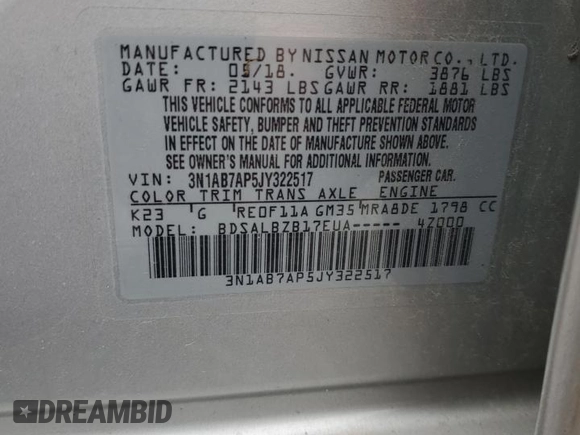 MANUFACTURED BY NISSAN MOTOR CO., LTD.
DATE: 05/18. GVWR: 3876 LBS
GAWR FR: 2143 LBS GAWR RR: 1881 LBS
THIS VEHICLE CONFORMS TO ALL APPLICABLE FEDERAL MOTOR
VEHICLE SAFETY, BUMPER AND THEFT PREVENTION STANDARDS
IN EFFECT ON THE DATE OF MANUFACTURE SHOWN ABOVE.
SEE OWNER'S MANUAL FOR ADDITIONAL INFORMATION
VIN: 3N1AB7AP5JY322517 PASSENGER CAR.
COLOR TRIM TRANS AXLE ENGINE
K23 G RE0F11A GM35 MRA8DE 1798 CC
MODEL: BDSALBZB17EUA----- 4Z000
3N1AB7AP5JY322517
DREAMBID